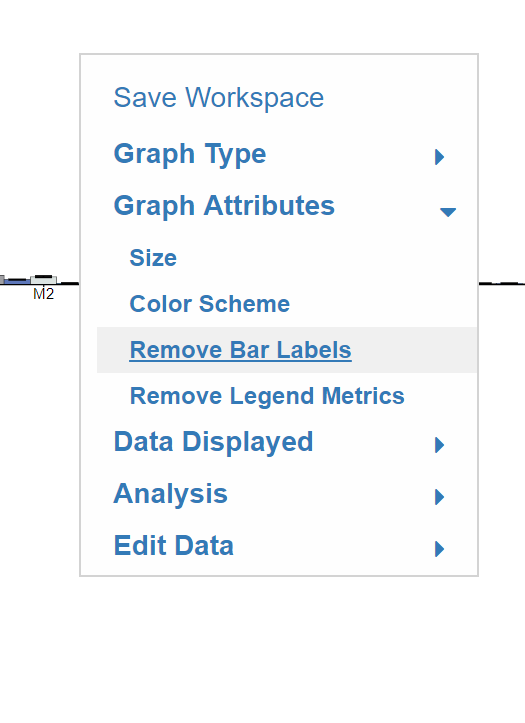 Save Workspace
Graph Type
Graph Attributes
Size
Color Scheme
M2
Remove Bar Labels
Remove Legend Metrics
Data Displayed
Analysis
Edit Data